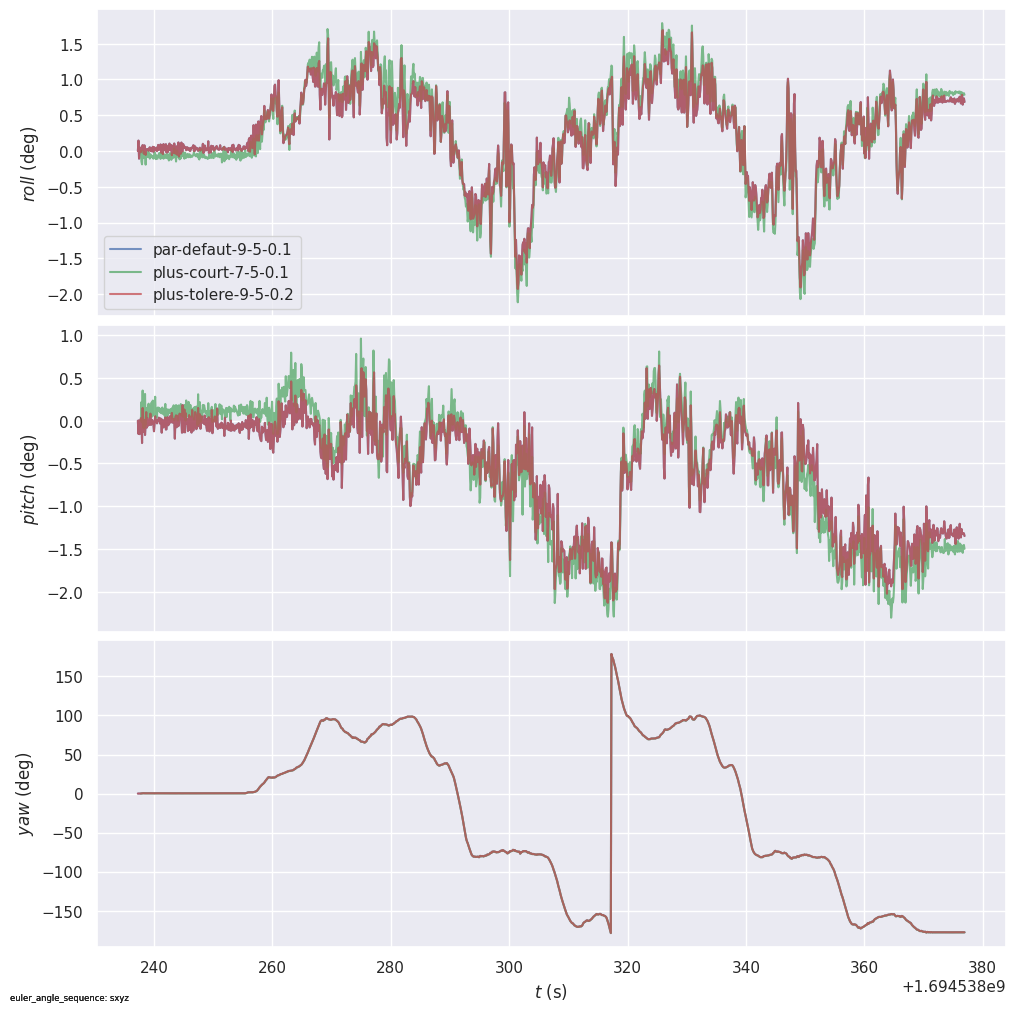 1.5
1.0
0.5
0.0
−0.5
−1.0
−1.5
−2.0
roll (deg)
par-defaut-9-5-0.1
plus-court-7-5-0.1
plus-tolere-9-5-0.2
1.0
0.5
0.0
−0.5
−1.0
−1.5
−2.0
pitch (deg)
150
100
50
0
−50
−100
−150
yaw (deg)
240 260 280 300 320 340 360 380
t (s)
+1.694538e9
euler_angle_sequence: sxyz